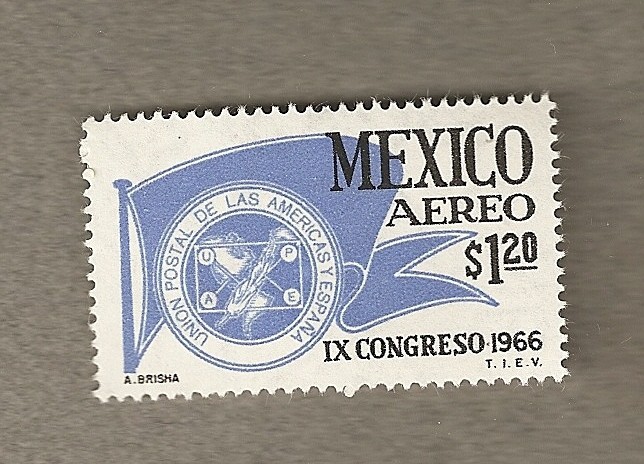 MEXICO
AEREO
$1.20
UNION POSTAL DE LAS AMERICAS Y ESPAÑA
U P
A E
IX CONGRESO·1966
T.I.E.V.
A.BRISHA